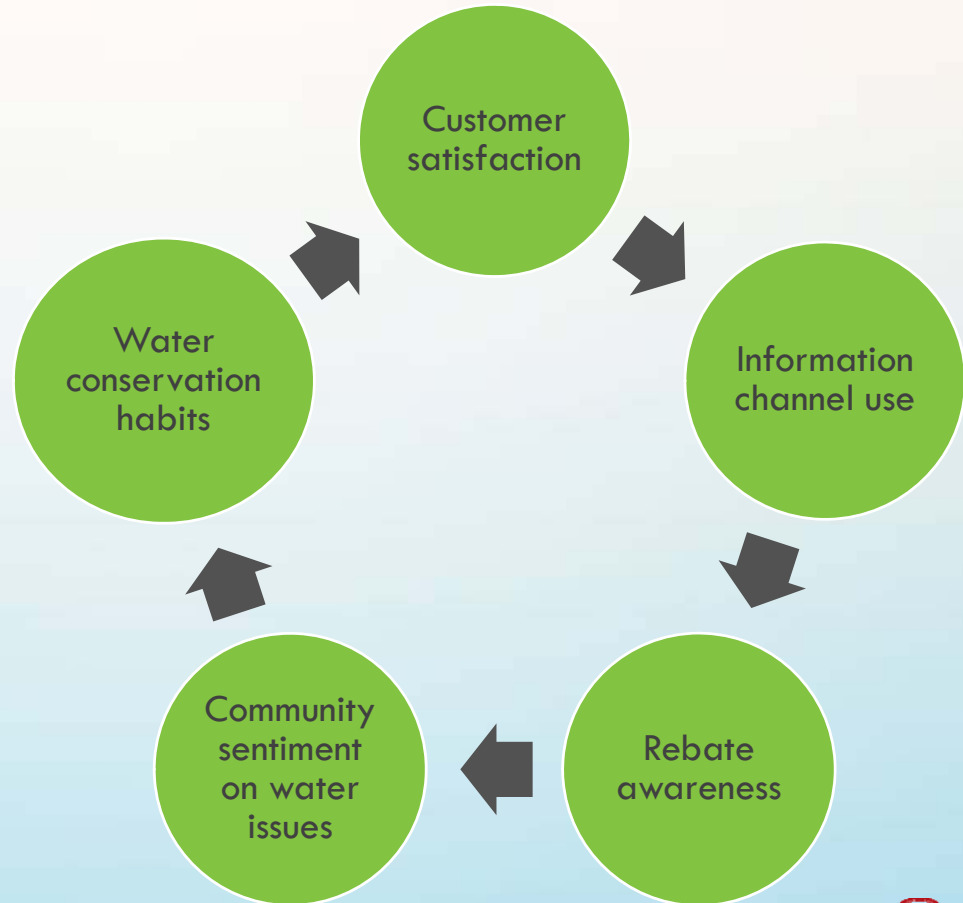 Customer
satisfaction
Information
channel use
Rebate
awareness
Community
sentiment
on water
issues
Water
conservation
habits